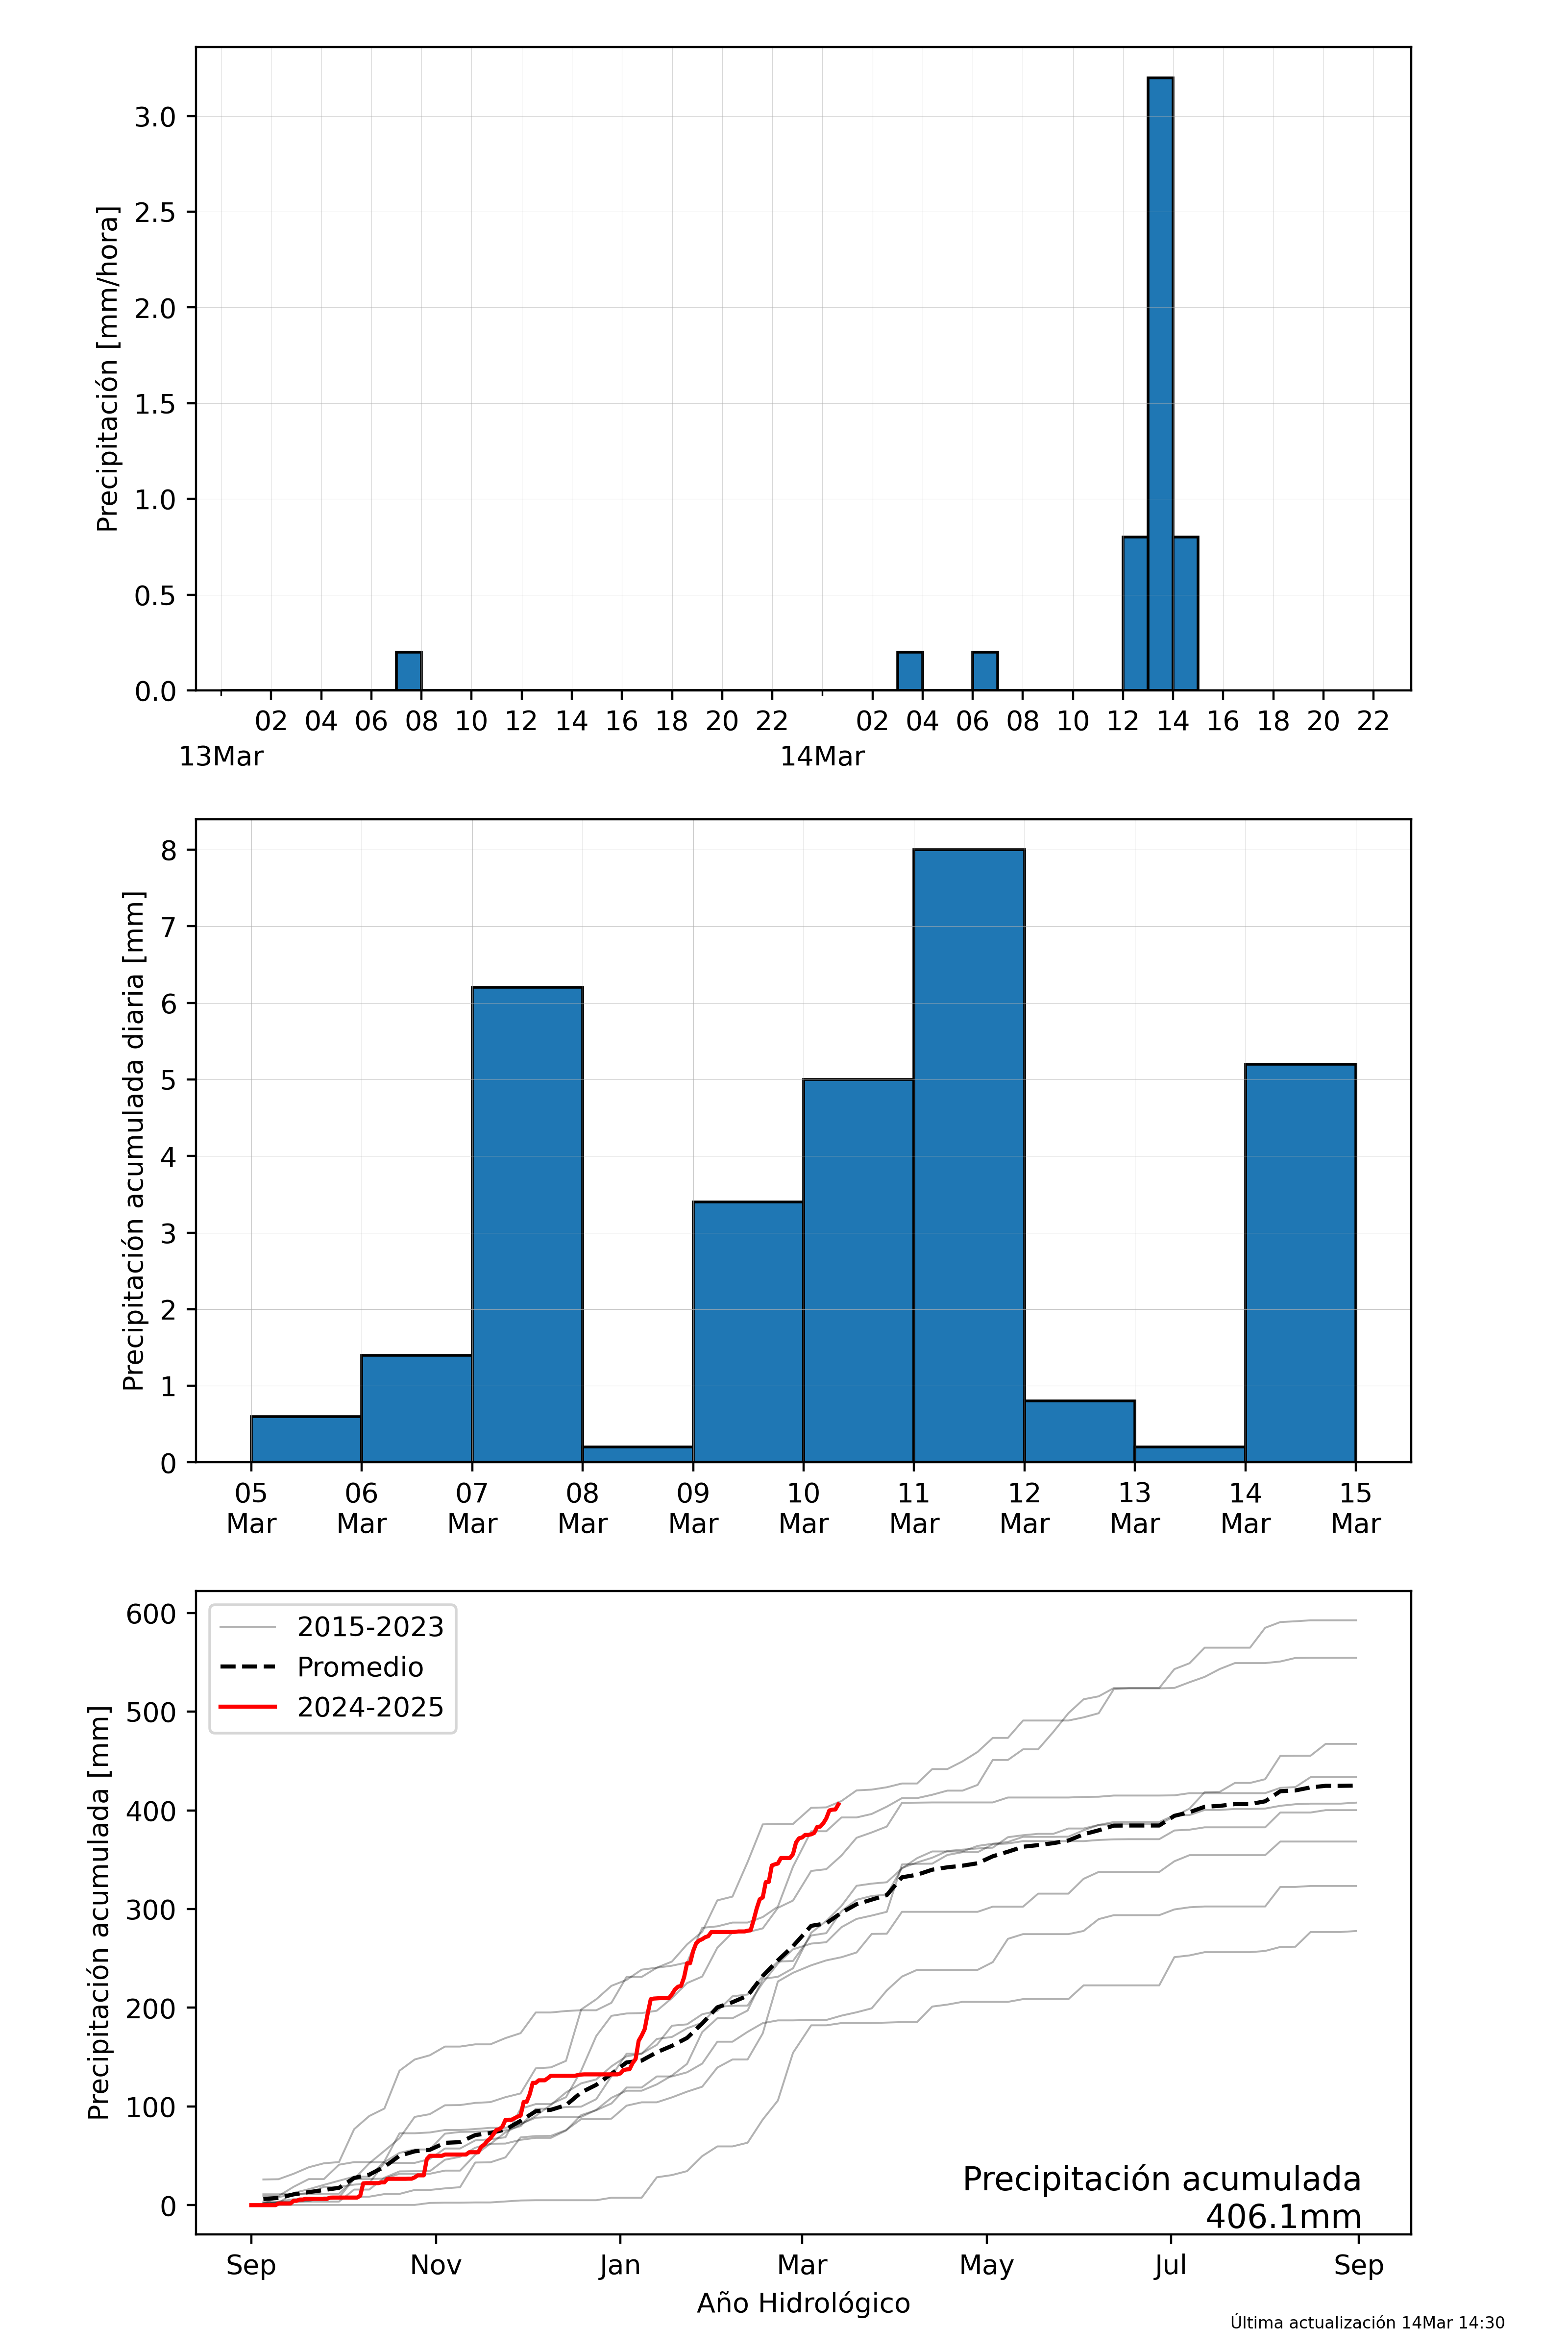 Precipitación [mm/hora]
3.0
2.5
2.0
1.5
1.0
0.5
0.0
02 04 06 08 10 12 14 16 18 20 22 02 04 06 08 10 12 14 16 18 20 22
13Mar 14Mar
Precipitación acumulada diaria [mm]
8
7
6
5
4
3
2
1
0
05 06 07 08 09 10 11 12 13 14 15
Mar Mar Mar Mar Mar Mar Mar Mar Mar Mar Mar
Precipitación acumulada [mm]
600
500
400
300
200
100
0
2015-2023
Promedio
2024-2025
Precipitación acumulada
406.1mm
Sep Nov Jan Mar May Jul Sep
Año Hidrológico
Última actualización 14Mar 14:30